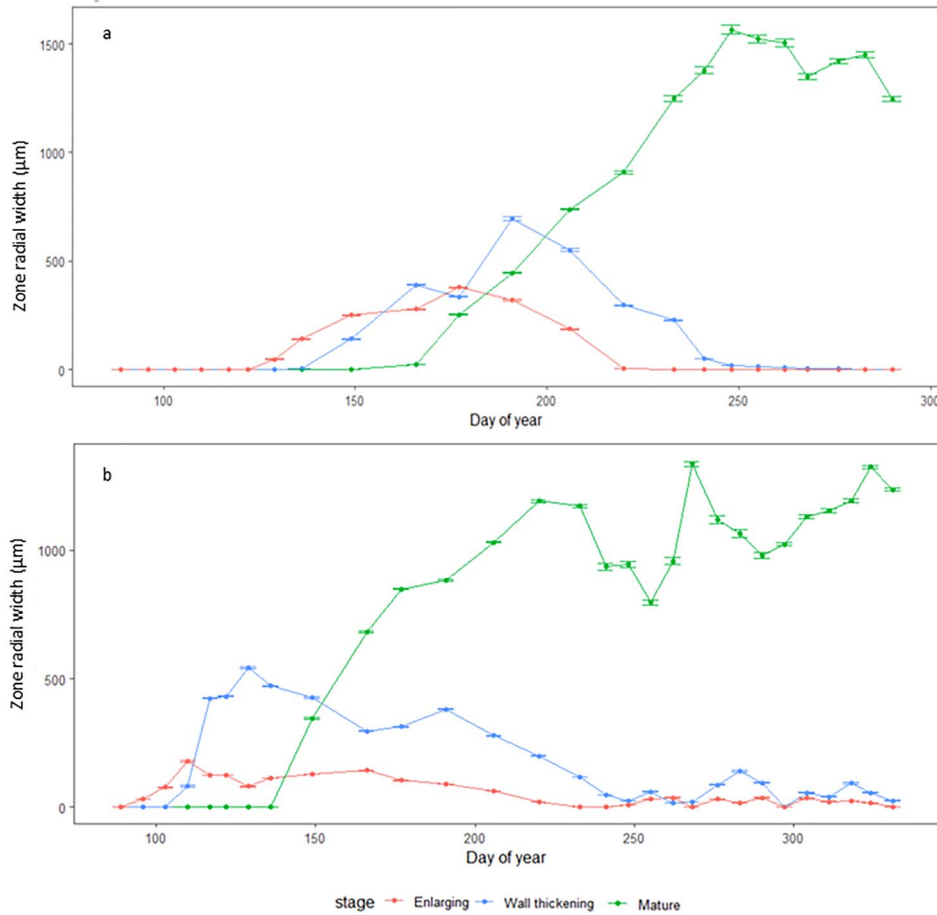 a
1500
1000
500
0
Zone radial width (μm)
100 150 200 250 300
Day of year
b
1000
500
0
Zone radial width (μm)
100 150 200 250 300
Day of year
stage Enlarging Wall thickening Mature